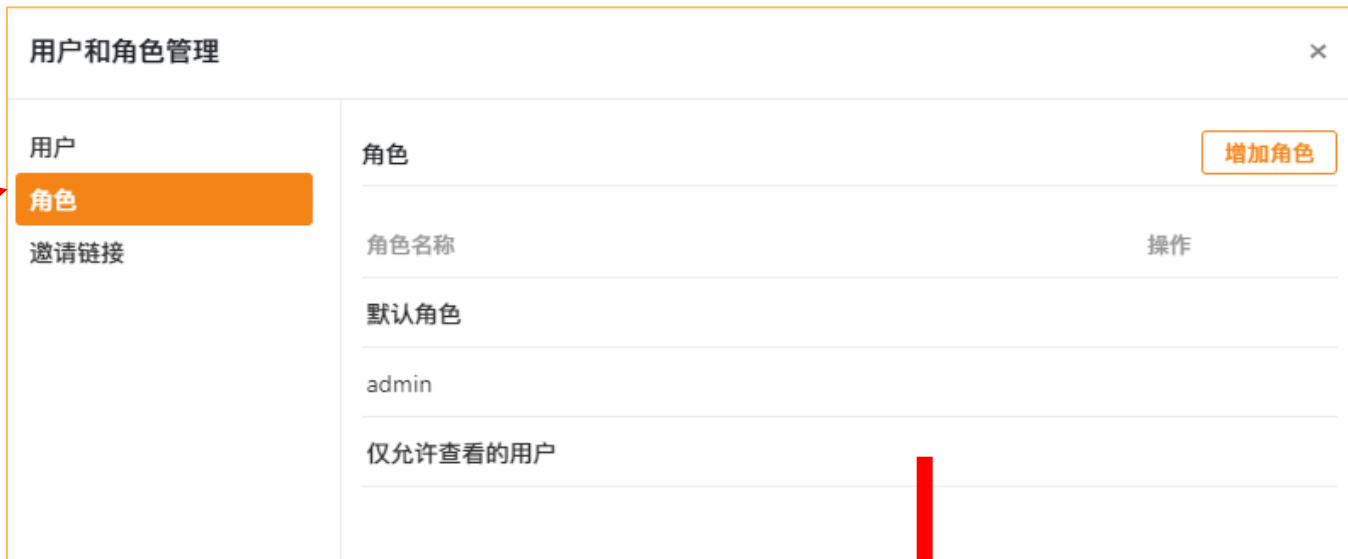 用户和角色管理
×
用户
角色
邀请链接
角色
增加角色
角色名称
操作
默认角色
admin
仅允许查看的用户